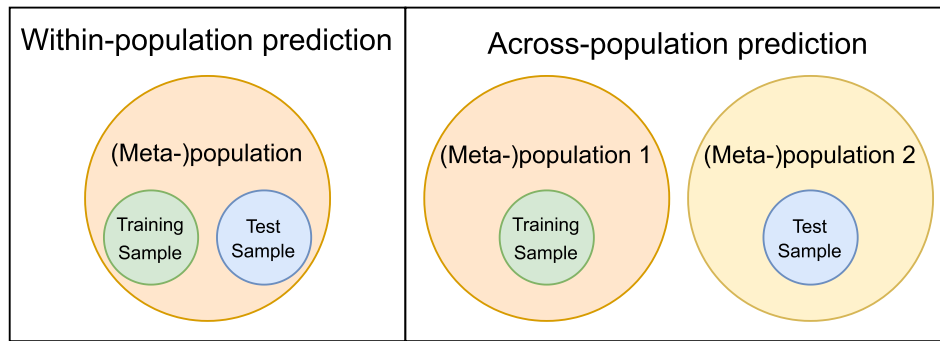 Within-population prediction
(Meta-)population
Training
Sample
Test
Sample
Across-population prediction
(Meta-)population 1
Training
Sample
(Meta-)population 2
Test
Sample